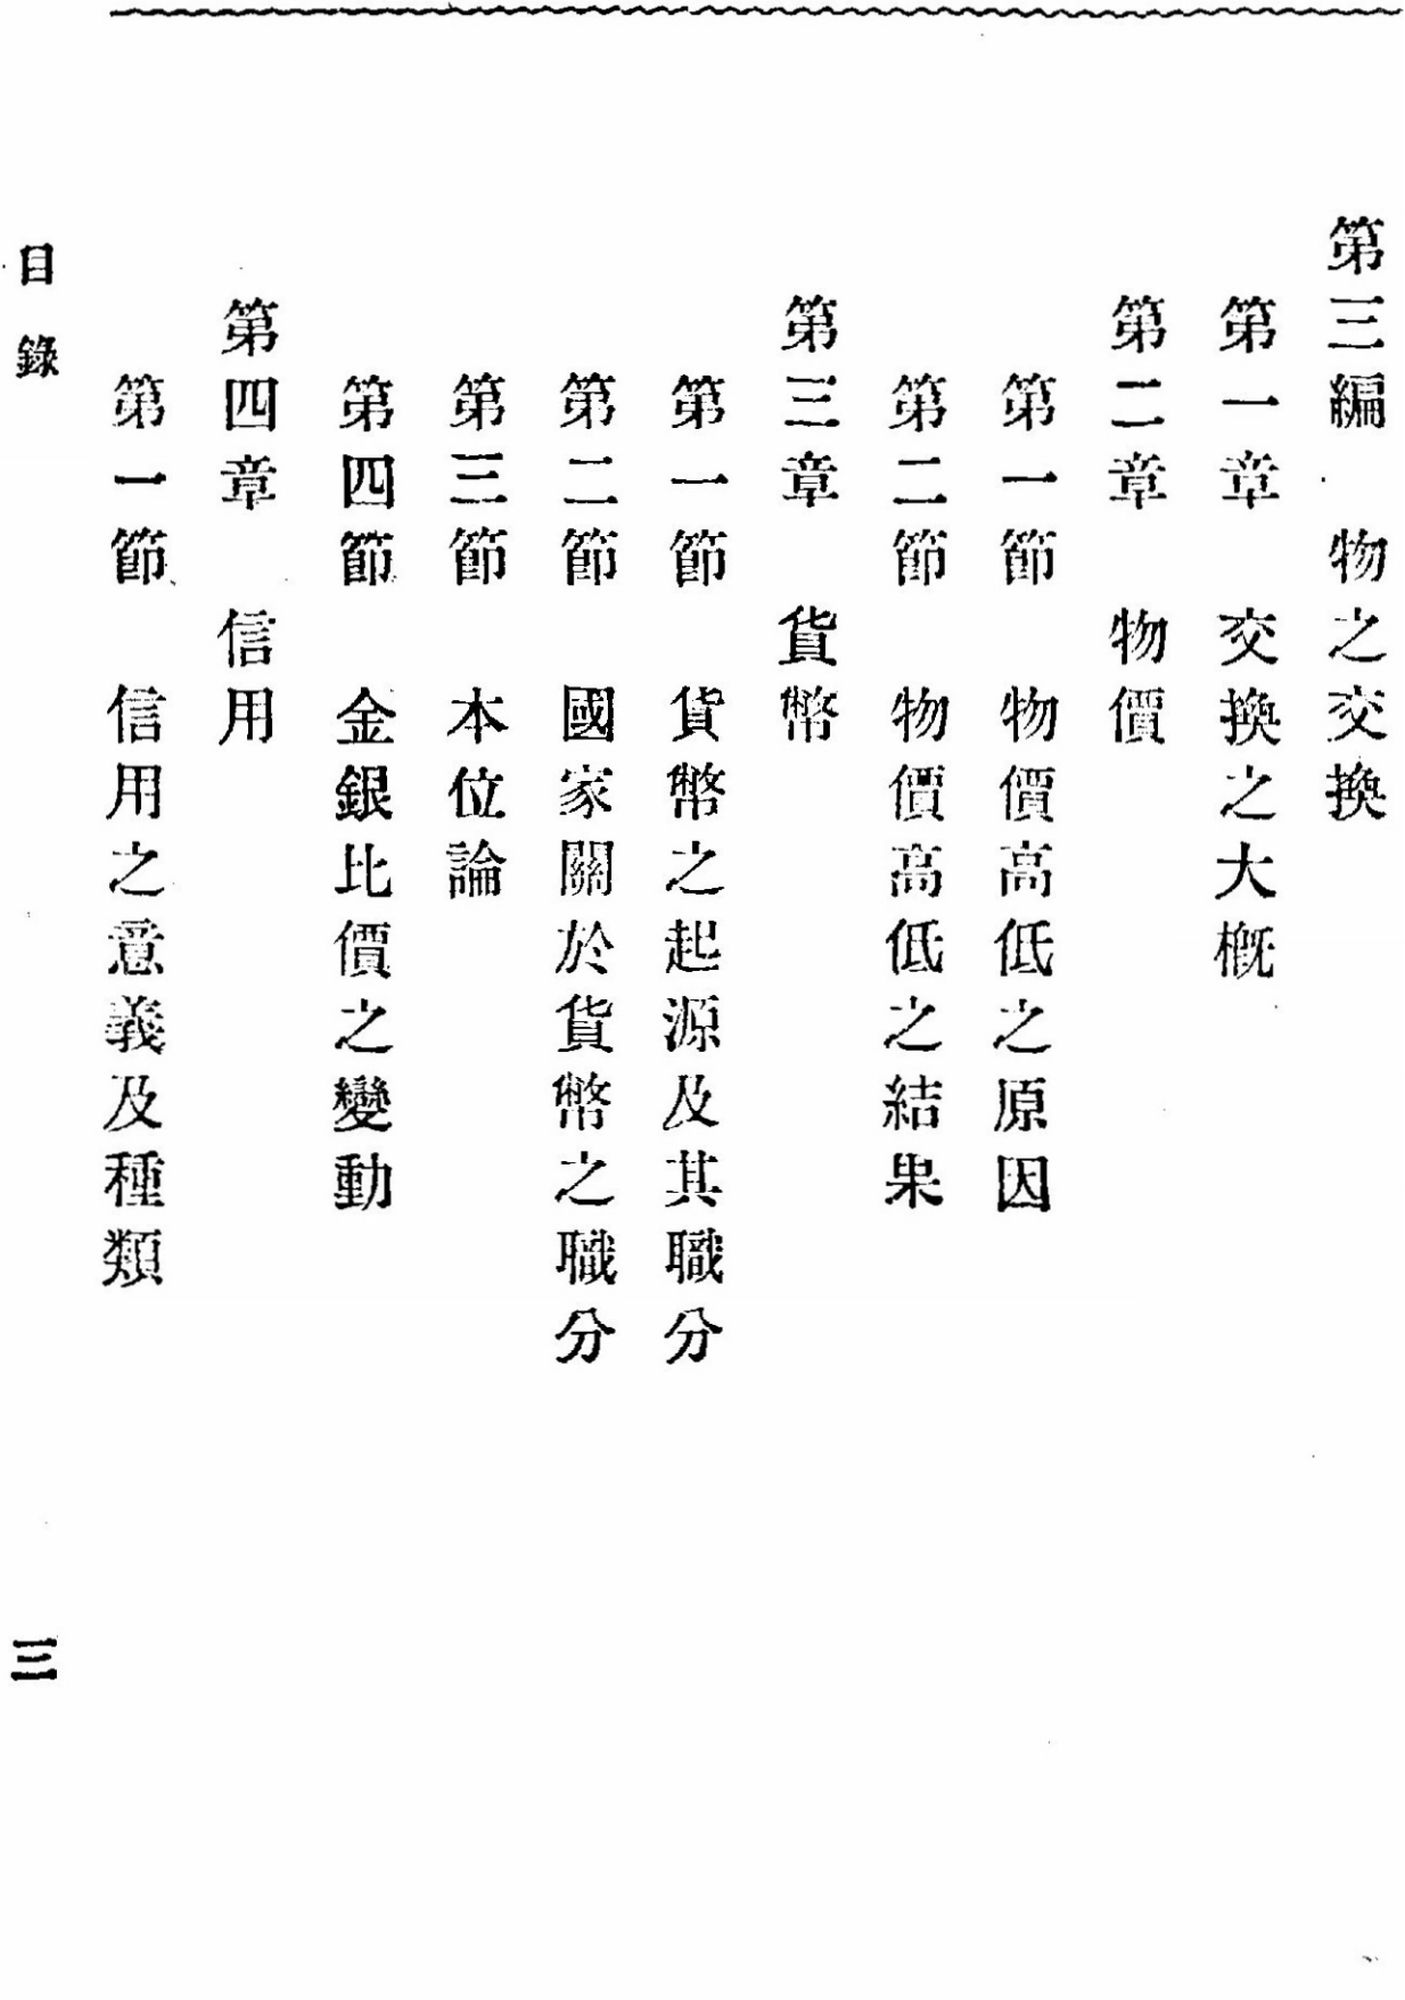 第三編　物之交換
第一章　交換之大概
第二章　物價
第一節　物價高低之原因
第二節　物價高低之結果
第三章　貨幣
第一節　貨幣之起源及其職分
第二節　國家關於貨幣之職分
第三節　本位論
第四節　金銀比價之變動
第四章　信用
第一節　信用之意義及種類
目錄
三